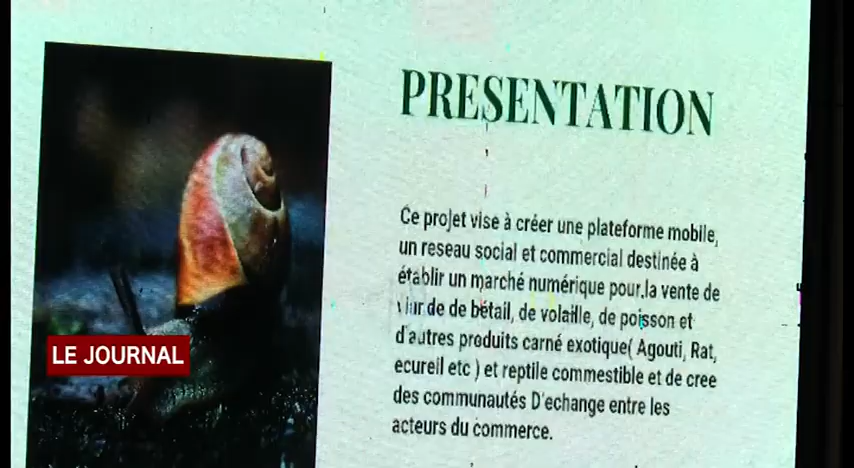 PRESENTATION
Ce projet vise à créer une plateforme mobile,
un reseau social et commercial destinée à
établir un marché numérique pour la vente de
de de bétail, de volaille, de poisson et
d'autres produits carné exotique( Agouti, Rat,
ecureil etc ) et reptile commestible et de cree
des communautés D'echange entre les
acteurs du commerce.
LE JOURNAL